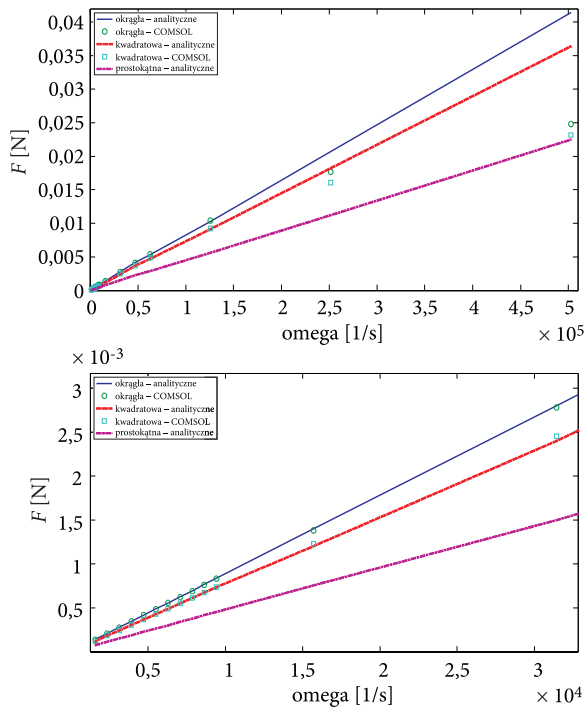 0,04
0,035
0,03
0,025
0,02
0,015
0,01
0,005
0
F [N]
okrągła – analityczne
okrągła – COMSOL
kwadratowa – analityczne
kwadratowa – COMSOL
prostokątna – analityczne
0 0,5 1 1,5 2 2,5 3 3,5 4 4,5 5
omega [1/s]
× 10⁵
× 10⁻³
3
2,5
2
1,5
1
0,5
F [N]
okrągła – analityczne
okrągła – COMSOL
kwadratowa – analityczne
kwadratowa – COMSOL
prostokątna – analityczne
0,5 1 1,5 2 2,5 3
omega [1/s]
× 10⁴